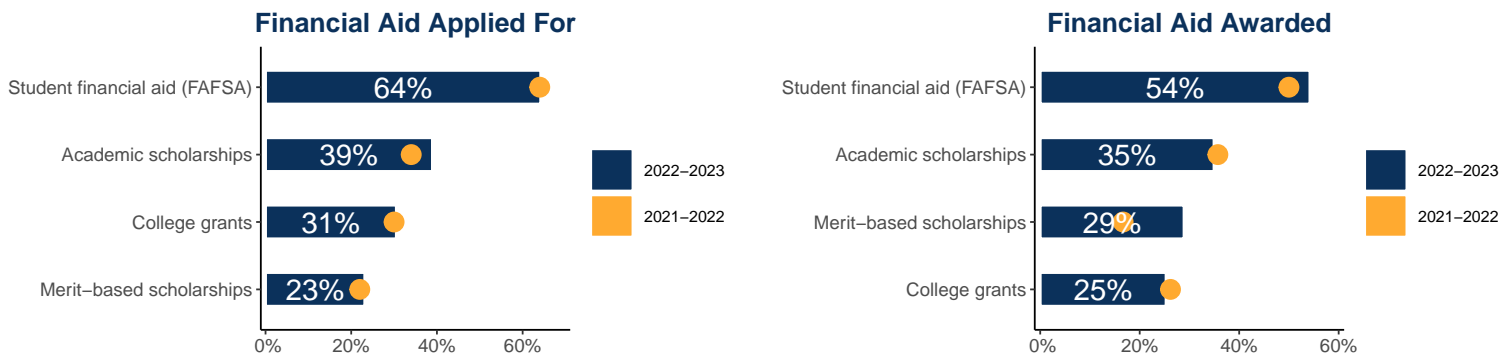 Financial Aid Applied For
Student financial aid (FAFSA)
64%
Academic scholarships
39%
College grants
31%
Merit−based scholarships
23%
0% 20% 40% 60%
2022−2023
2021−2022
Financial Aid Awarded
Student financial aid (FAFSA)
54%
Academic scholarships
35%
Merit−based scholarships
29%
College grants
25%
0% 20% 40% 60%
2022−2023
2021−2022